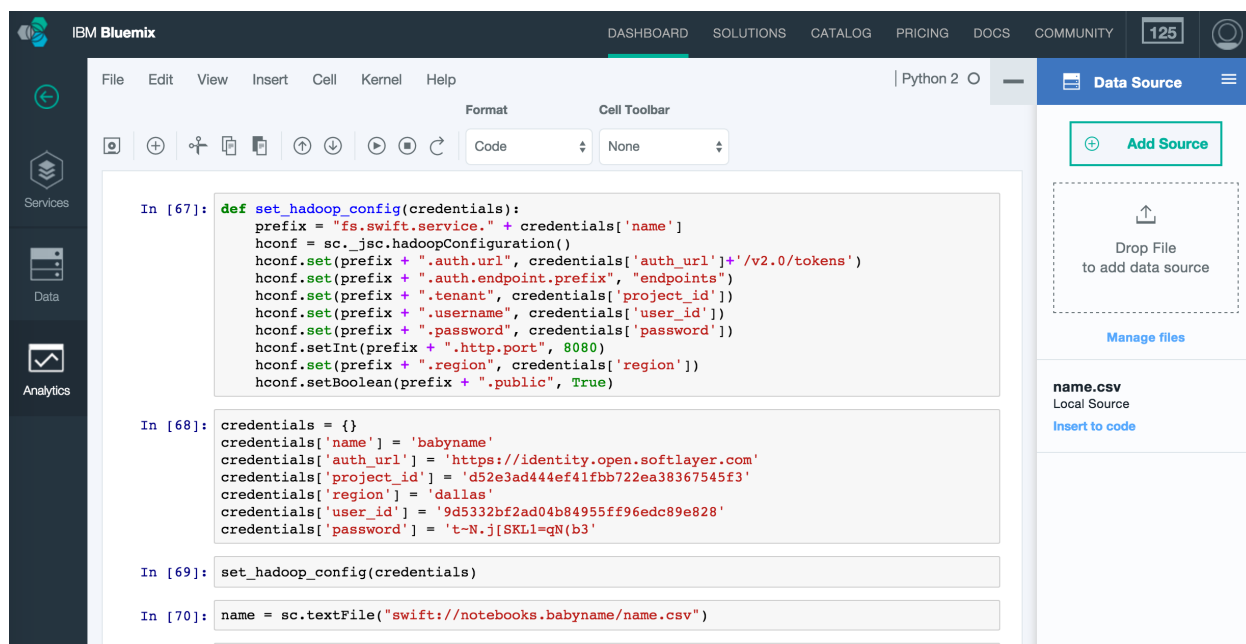 IBM Bluemix
DASHBOARD SOLUTIONS CATALOG PRICING DOCS COMMUNITY 125
File Edit View Insert Cell Kernel Help | Python 2
Format Cell Toolbar
Code None
Services
Data
Analytics
In [67]: def set_hadoop_config(credentials):
    prefix = "fs.swift.service." + credentials['name']
    hconf = sc._jsc.hadoopConfiguration()
    hconf.set(prefix + ".auth.url", credentials['auth_url']+'/v2.0/tokens')
    hconf.set(prefix + ".auth.endpoint.prefix", "endpoints")
    hconf.set(prefix + ".tenant", credentials['project_id'])
    hconf.set(prefix + ".username", credentials['user_id'])
    hconf.set(prefix + ".password", credentials['password'])
    hconf.setInt(prefix + ".http.port", 8080)
    hconf.set(prefix + ".region", credentials['region'])
    hconf.setBoolean(prefix + ".public", True)
In [68]: credentials = {}
credentials['name'] = 'babyname'
credentials['auth_url'] = 'https://identity.open.softlayer.com'
credentials['project_id'] = 'd52e3ad444ef41fbb722ea38367545f3'
credentials['region'] = 'dallas'
credentials['user_id'] = '9d5332bf2ad04b84955ff96edc89e828'
credentials['password'] = 't~N.j[SKL1=qN(b3'
In [69]: set_hadoop_config(credentials)
In [70]: name = sc.textFile("swift://notebooks.babyname/name.csv")
Data Source
Add Source
Drop File
to add data source
Manage files
name.csv
Local Source
Insert to code